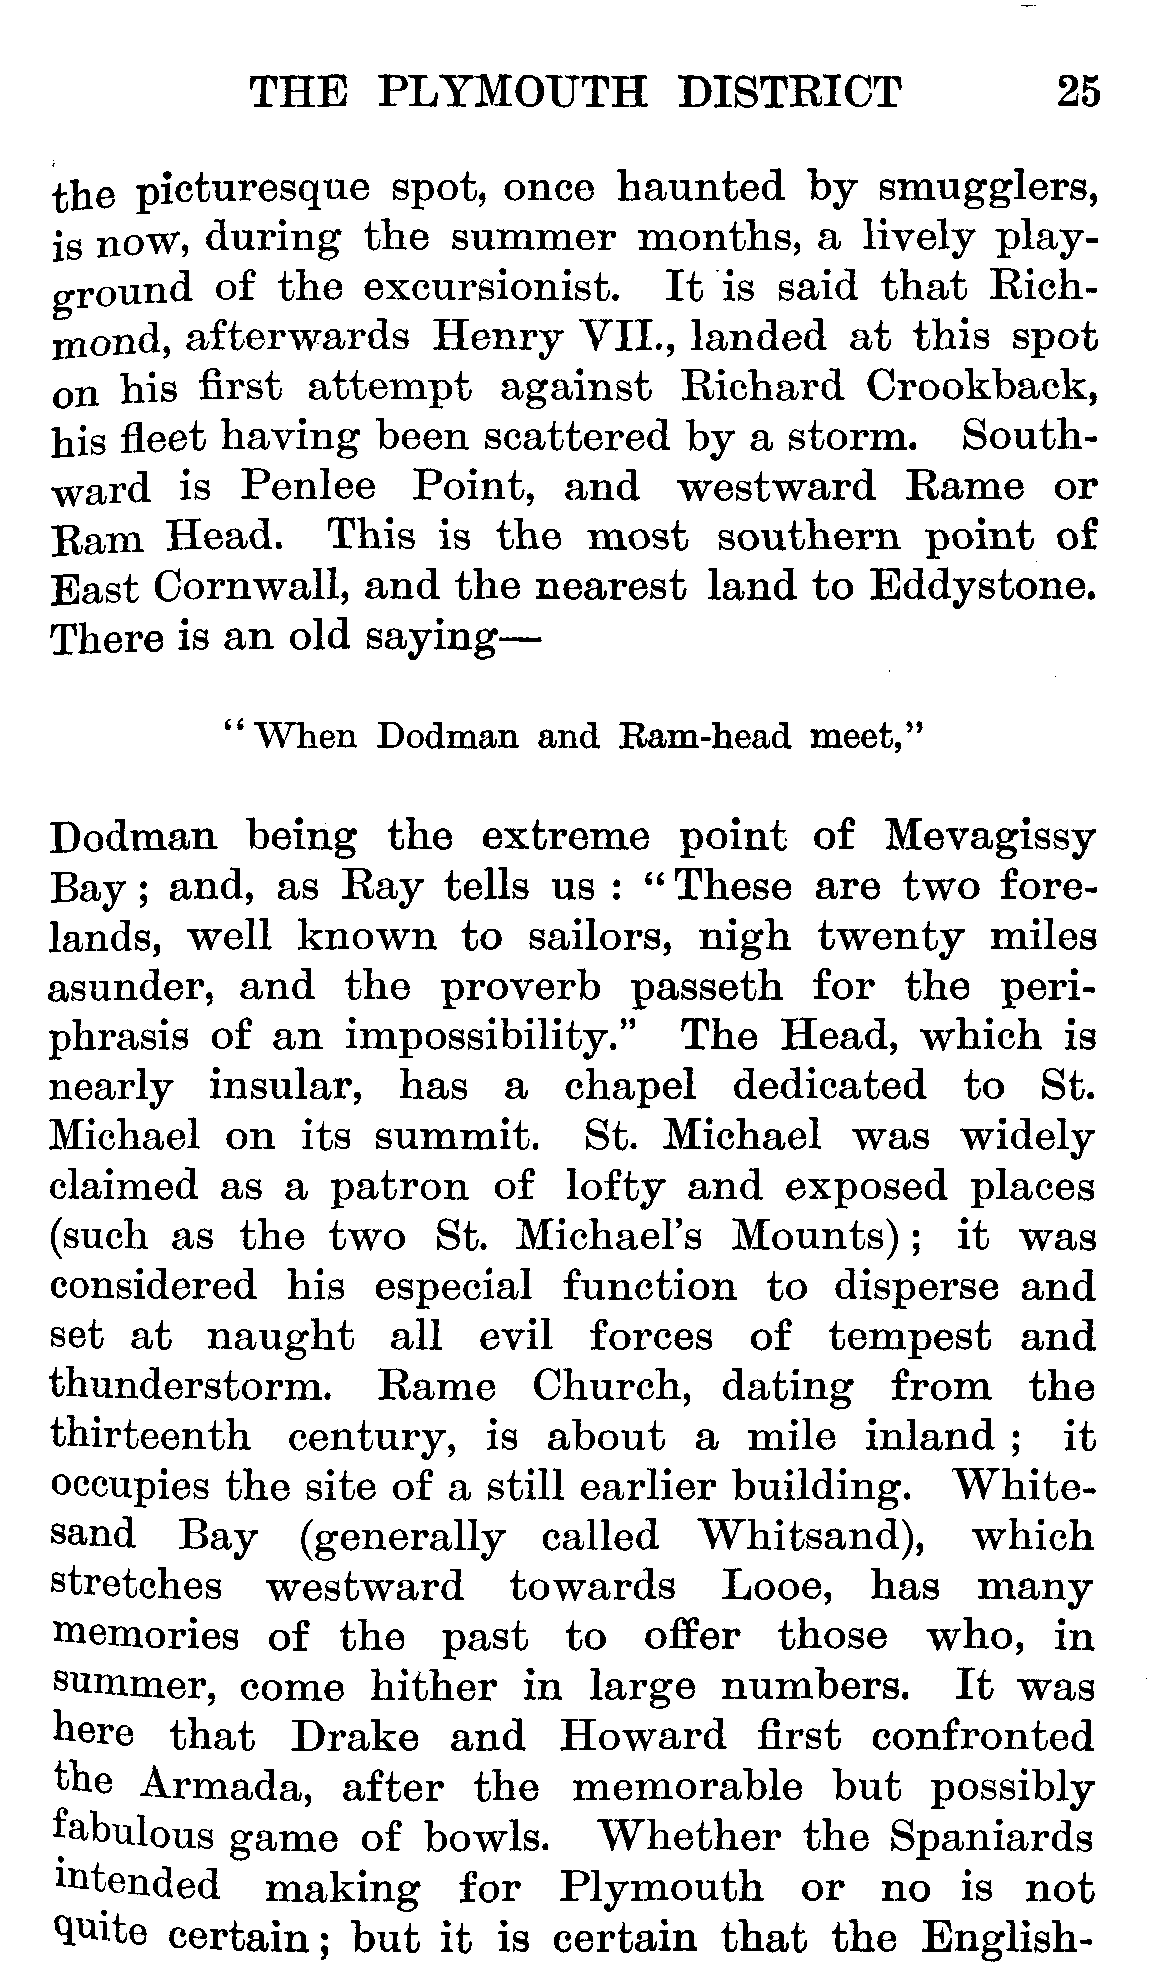 THE PLYMOUTH DISTRICT 25
the picturesque spot, once haunted by smugglers,
is now, during the summer months, a lively play-
ground of the excursionist. It is said that Rich-
mond, afterwards Henry VII., landed at this spot
on his first attempt against Richard Crookback,
his fleet having been scattered by a storm. South-
ward is Penlee Point, and westward Rame or
Ram Head. This is the most southern point of
East Cornwall, and the nearest land to Eddystone.
There is an old saying—
“When Dodman and Ram-head meet,”
Dodman being the extreme point of Mevagissy
Bay; and, as Ray tells us: “These are two fore-
lands, well known to sailors, nigh twenty miles
asunder, and the proverb passeth for the peri-
phrasis of an impossibility.” The Head, which is
nearly insular, has a chapel dedicated to St.
Michael on its summit. St. Michael was widely
claimed as a patron of lofty and exposed places
(such as the two St. Michael's Mounts); it was
considered his especial function to disperse and
set at naught all evil forces of tempest and
thunderstorm. Rame Church, dating from the
thirteenth century, is about a mile inland; it
occupies the site of a still earlier building. White-
sand Bay (generally called Whitsand), which
stretches westward towards Looe, has many
memories of the past to offer those who, in
summer, come hither in large numbers. It was
here that Drake and Howard first confronted
the Armada, after the memorable but possibly
fabulous game of bowls. Whether the Spaniards
intended making for Plymouth or no is not
quite certain; but it is certain that the English-